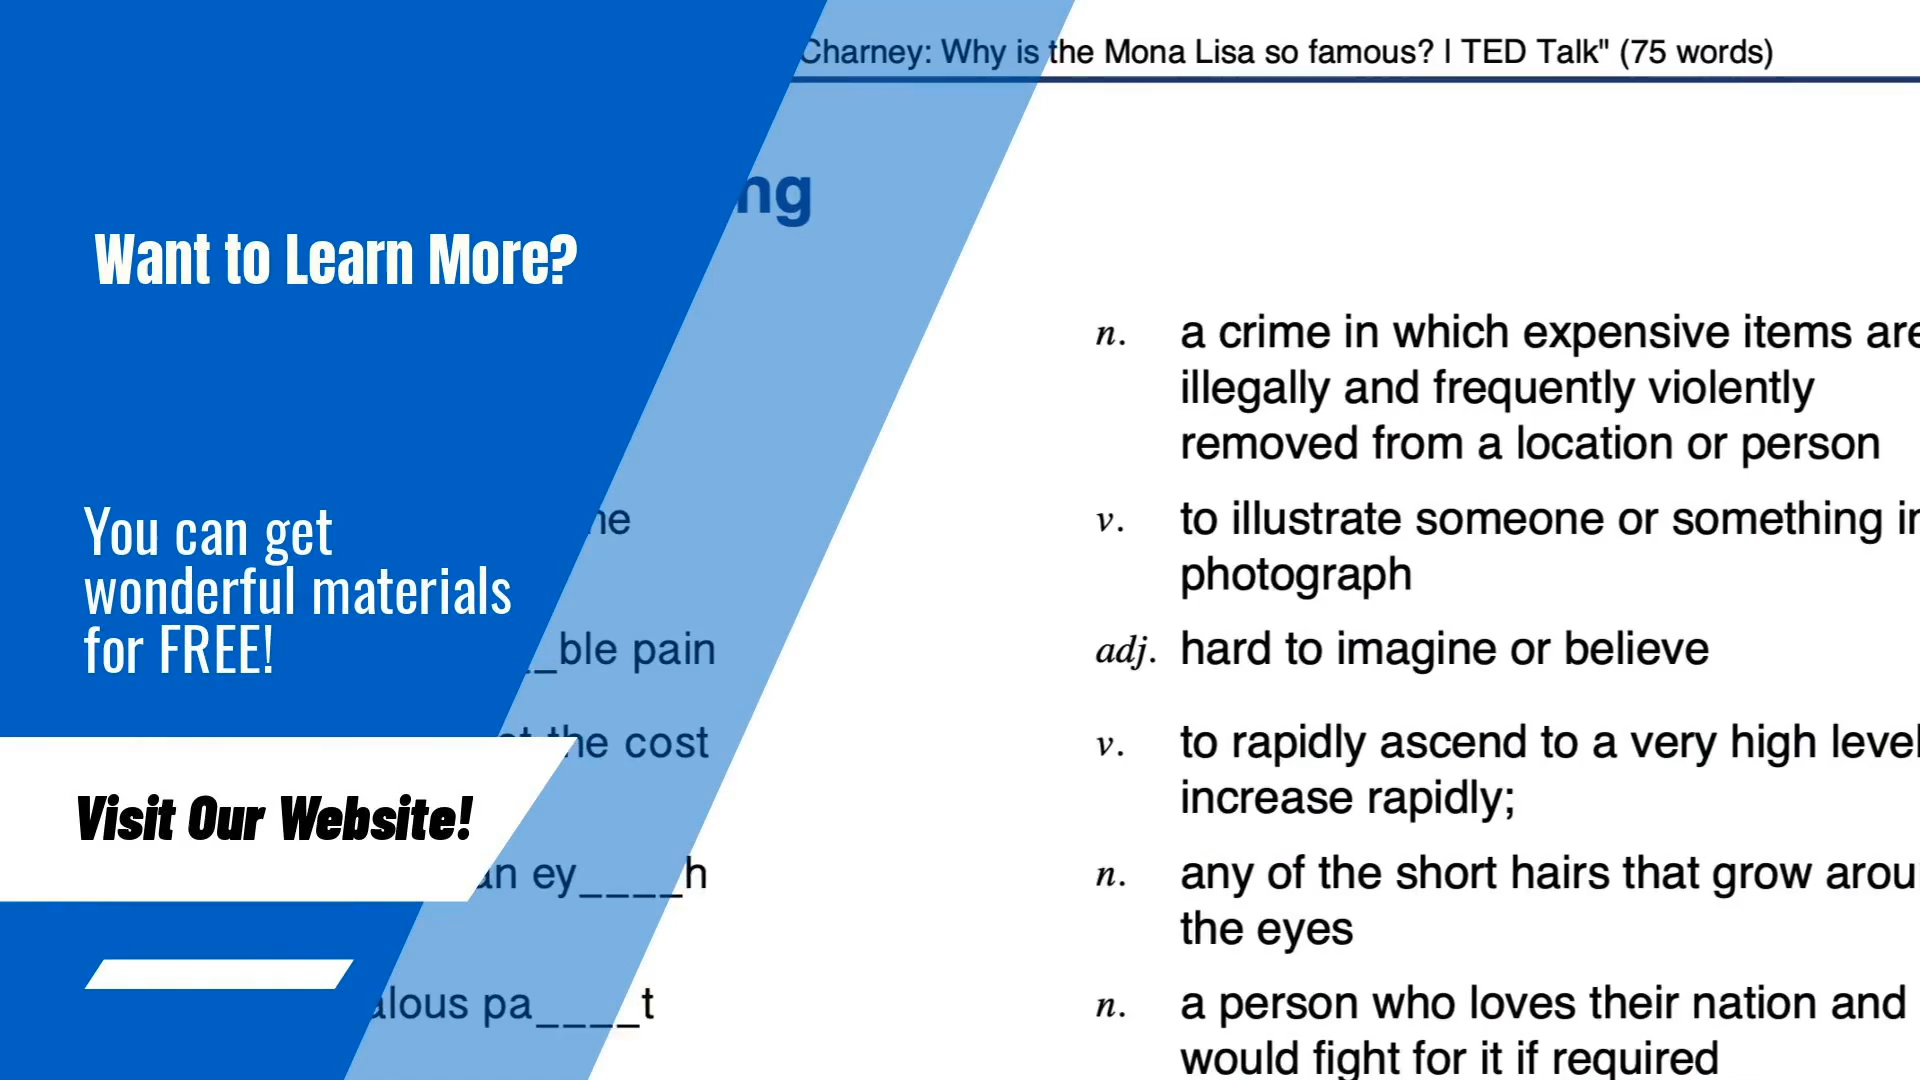 Charney: Why is the Mona Lisa so famous? | TED Talk" (75 words)
ng
Want to Learn More?
You can get
wonderful materials
for FREE!
Visit Our Website!
n. a crime in which expensive items are
illegally and frequently violently
removed from a location or person
ne v. to illustrate someone or something in
photograph
_ble pain adj. hard to imagine or believe
the cost v. to rapidly ascend to a very high level
increase rapidly;
an ey____h n. any of the short hairs that grow arou
the eyes
alous pa____t n. a person who loves their nation and
would fight for it if required